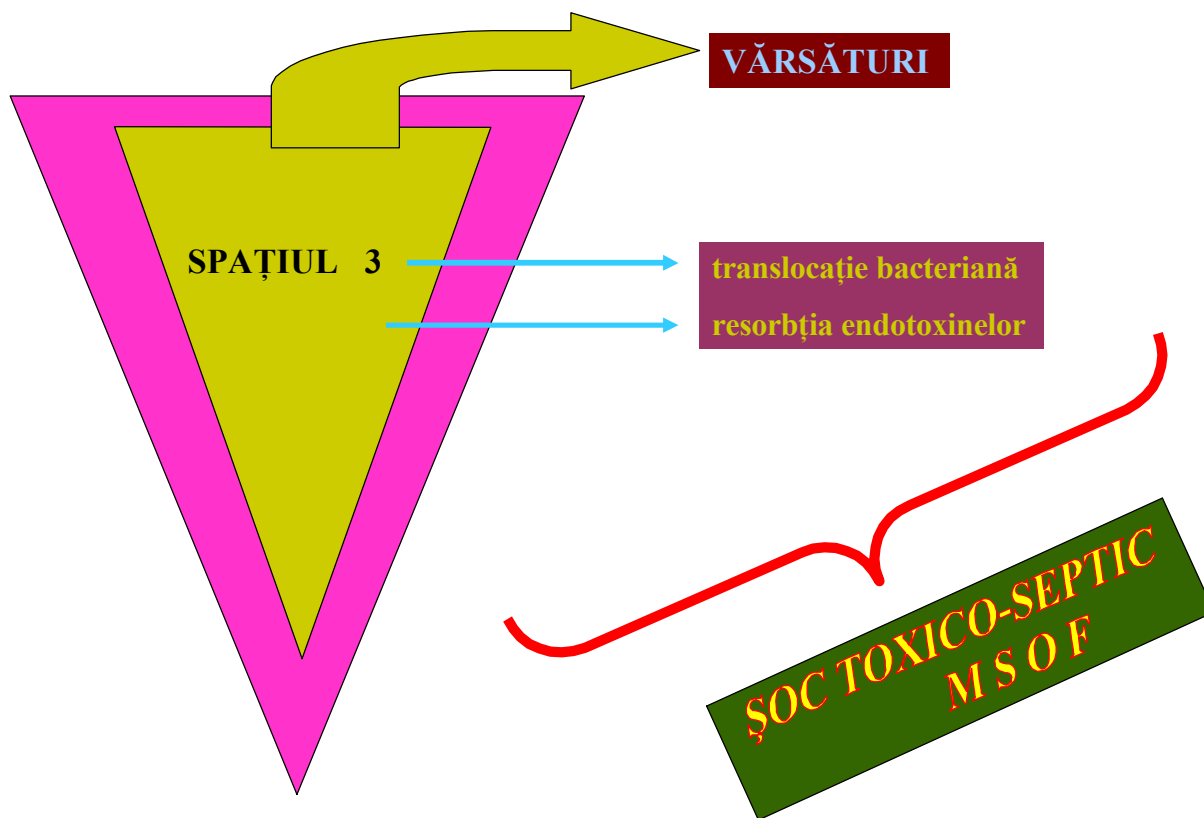 VĂRSĂTURI
SPAȚIUL 3
translocație bacteriană
resorbția endotoxinelor
ȘOC TOXICO-SEPTIC
M S O F